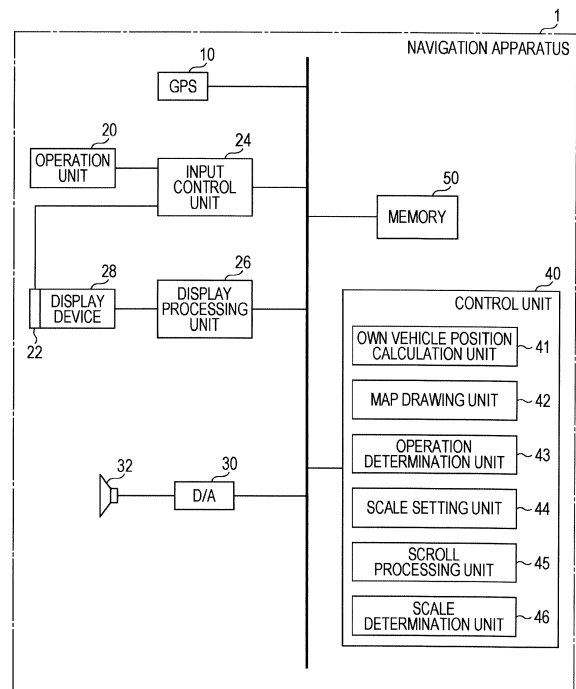 1
NAVIGATION APPARATUS
10
GPS
20
OPERATION
UNIT
24
INPUT
CONTROL
UNIT
50
MEMORY
28
DISPLAY
DEVICE
22
26
DISPLAY
PROCESSING
UNIT
40
CONTROL UNIT
OWN VEHICLE POSITION
CALCULATION UNIT
41
MAP DRAWING UNIT
42
OPERATION
DETERMINATION UNIT
43
SCALE SETTING UNIT
44
SCROLL
PROCESSING UNIT
45
SCALE
DETERMINATION UNIT
46
32
30
D/A